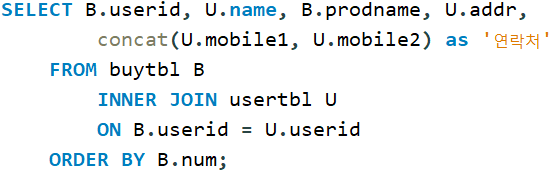 SELECT B.userid, U.name, B.prodname, U.addr,
concat(U.mobile1, U.mobile2) as '연락처'
FROM buytbl B
INNER JOIN usertbl U
ON B.userid = U.userid
ORDER BY B.num;